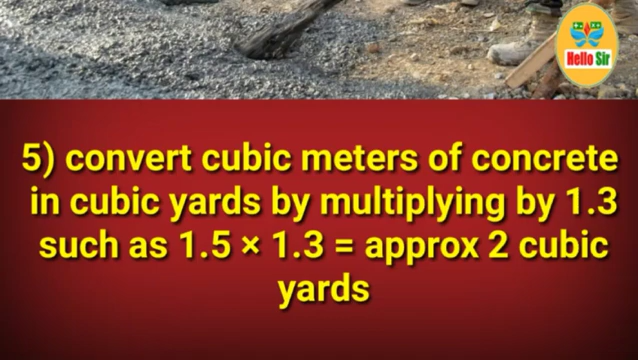 Hello Sir
5) convert cubic meters of concrete
in cubic yards by multiplying by 1.3
such as 1.5 × 1.3 = approx 2 cubic
yards